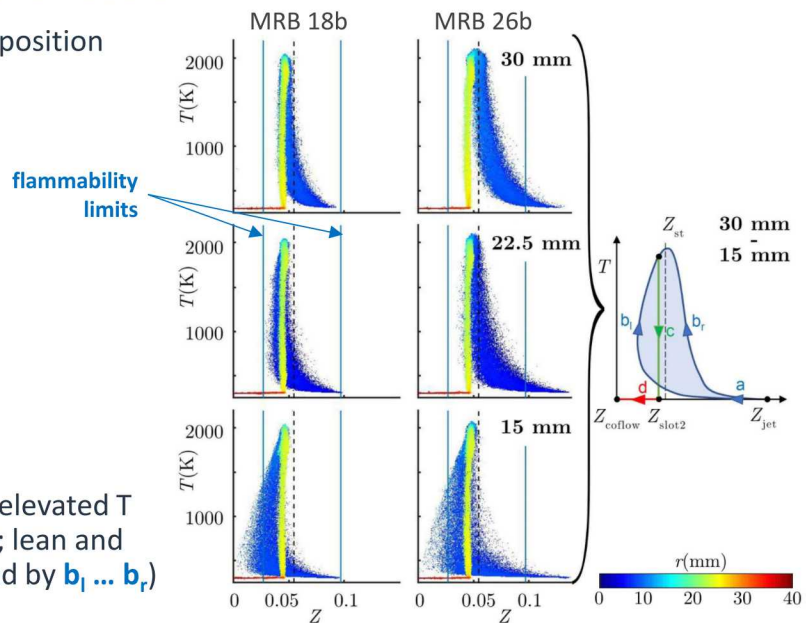 MRB 18b
MRB 26b
position
2000
1000
T(K)
30 mm
flammability
limits
2000
1000
T(K)
22.5 mm
Z_st
30 mm
-
15 mm
T
b_l
c
b_r
d
a
Z_coflow
Z_slot2
Z_jet
2000
1000
T(K)
15 mm
elevated T
; lean and
d by b_l ... b_r)
0 0.05 0.1
Z
0 0.05 0.1
Z
r(mm)
0 10 20 30 40